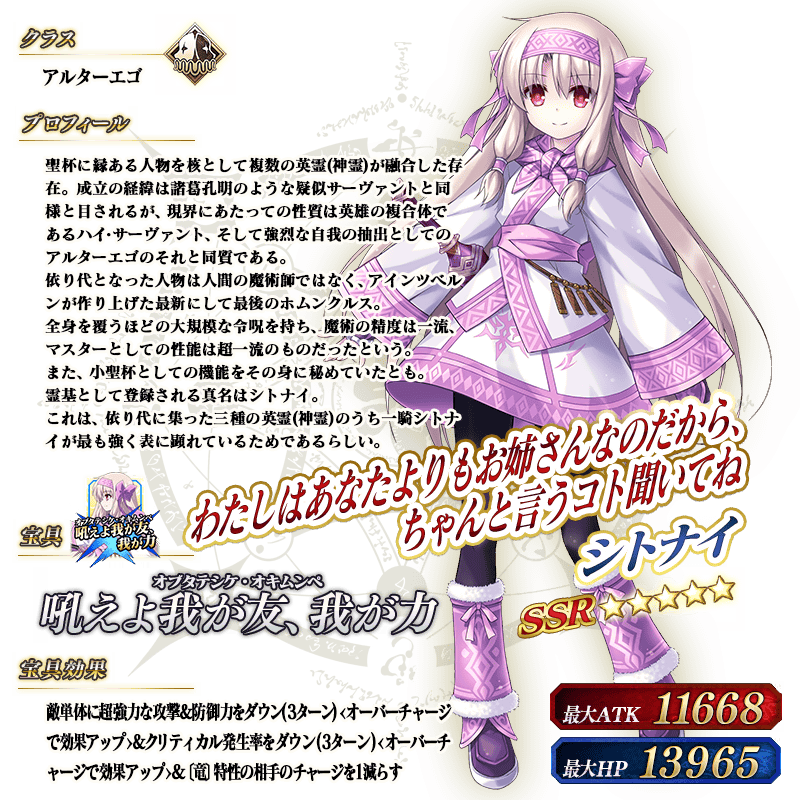 クラス
アルターエゴ
プロフィール
聖杯に縁ある人物を核として複数の英霊(神霊)が融合した存
在。成立の経緯は諸葛孔明のような疑似サーヴァントと同
様と目されるが、現界にあたっての性質は英雄の複合体で
あるハイ・サーヴァント、そして強烈な自我の抽出としての
アルターエゴのそれと同質である。
依り代となった人物は人間の魔術師ではなく、アインツベル
ンが作り上げた最新にして最後のホムンクルス。
全身を覆うほどの大規模な令呪を持ち、魔術の精度は一流、
マスターとしての性能は超一流のものだったという。
また、小聖杯としての機能をその身に秘めていたとも。
霊基として登録される真名はシトナイ。
これは、依り代に集った三種の英霊(神霊)のうち一騎シトナ
イが最も強く表に顕れているためであるらしい。
わたしはあなたよりもお姉さんなのだから、
ちゃんと言うコト聞いてね
シトナイ
SSR
宝具
オプタテシケ・オキムンペ
吼えよ我が友、
我が力
オプタテシケ・オキムンペ
吼えよ我が友、我が力
宝具効果
敵単体に超強力な攻撃&防御力をダウン(3ターン)<オーバーチャージ
で効果アップ>&クリティカル発生率をダウン(3ターン)<オーバーチ
ャージで効果アップ>&〔竜〕特性の相手のチャージを1減らす
最大ATK 11668
最大HP 13965